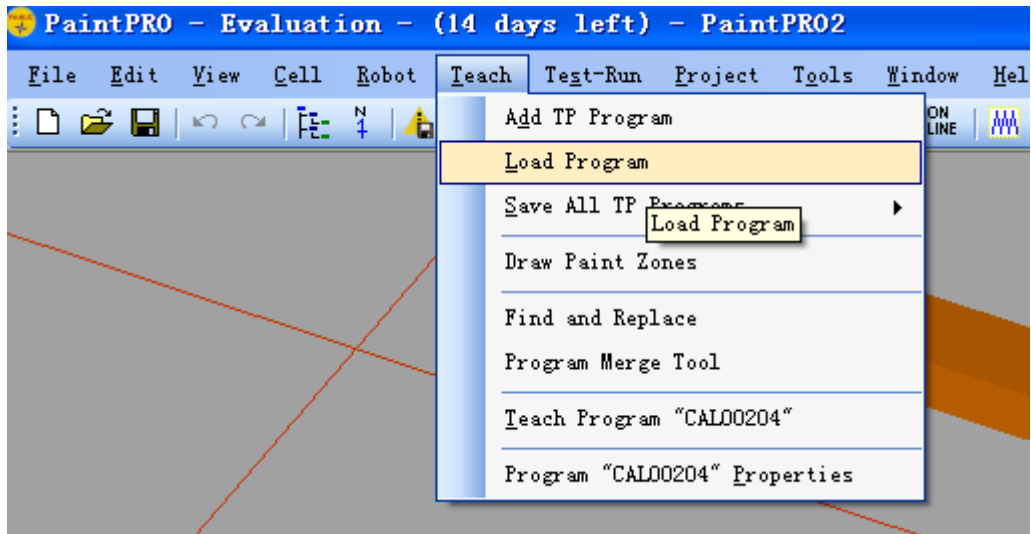 PaintPRO - Evaluation - (14 days left) - PaintPRO2
File Edit View Cell Robot Teach Test-Run Project Tools Window Hel
N
ON
LINE
Add TP Program
Load Program
Save All TP Programs
Load Program
Draw Paint Zones
Find and Replace
Program Merge Tool
Teach Program "CAL00204"
Program "CAL00204" Properties